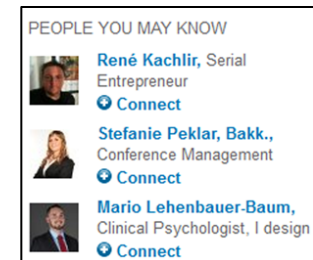 PEOPLE YOU MAY KNOW
René Kachlir, Serial
Entrepreneur
Connect
Stefanie Peklar, Bakk.,
Conference Management
Connect
Mario Lehenbauer-Baum,
Clinical Psychologist, I design
Connect